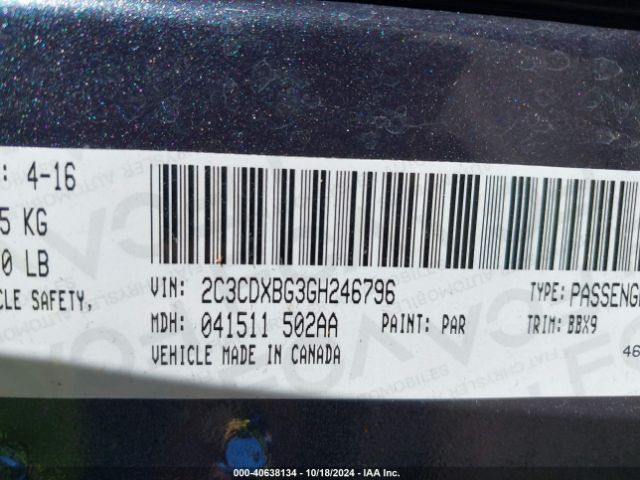 : 4-16
5 KG
0 LB
CLE SAFETY,
VIN: 2C3CDXBG3GH246796
TYPE: PASSENG
MDH: 041511 502AA
PAINT: PAR
TRIM: BBX9
VEHICLE MADE IN CANADA
46
000-40638134 • 10/18/2024 • IAA Inc.